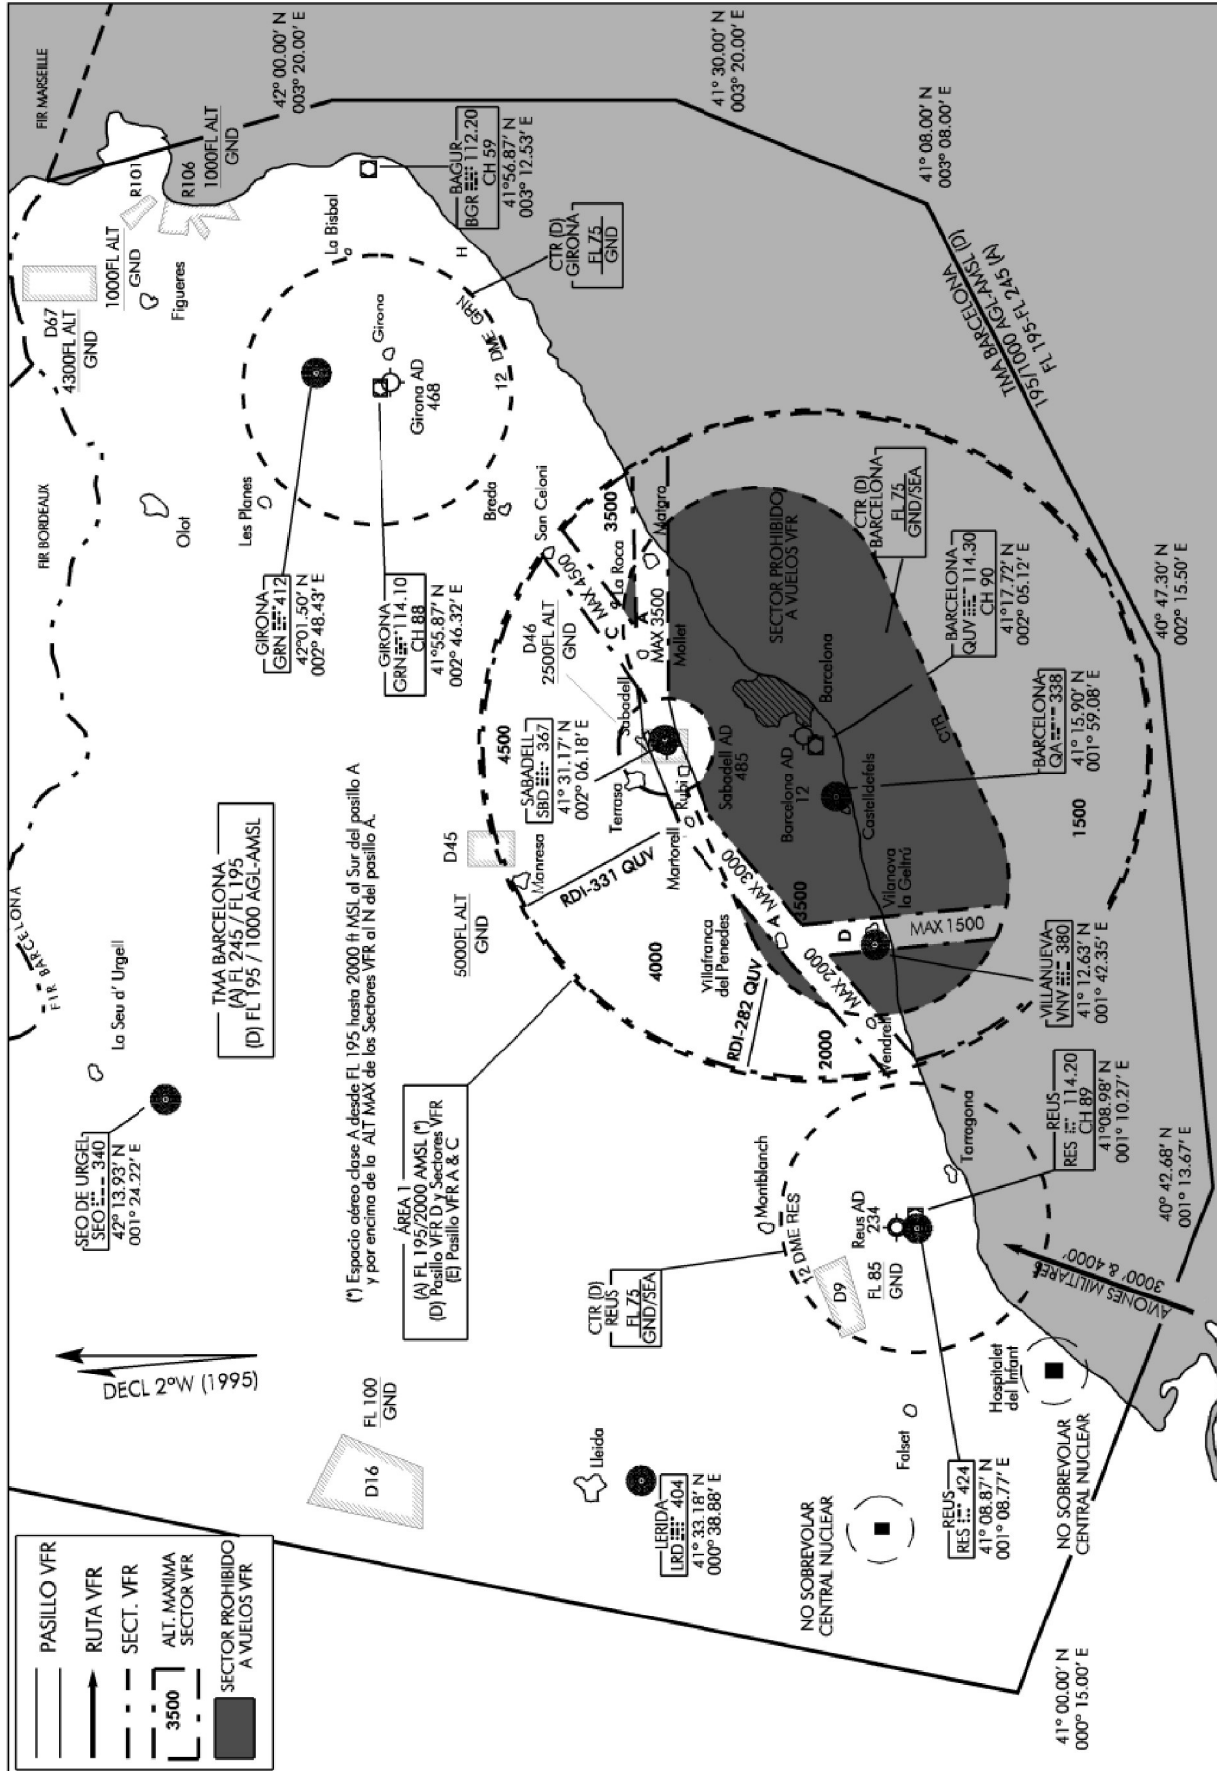 PASILLO VFR
RUTA VFR
SECT. VFR
3500
ALT. MAXIMA
SECTOR VFR
SECTOR PROHIBIDO
A VUELOS VFR
DECL 2°W (1995)
D16
FL 100
GND
SEO DE URGEL
SEO 340
42° 13.93' N
001° 24.22' E
La Seu d' Urgell
FIR BARCELONA
FIR BORDEAUX
FIR MARSEILLE
TMA BARCELONA
(A) FL 245 / FL 195
(D) FL 195 / 1000 AGL-AMSL
(*) Espacio aéreo clase A desde FL 195 hasta 2000 ft MSL al Sur del pasillo A
y por encima de la ALT MAX de los Sectores VFR al N del pasillo A.
ÁREA 1
(A) FL 195/2000 AMSL (*)
(D) Pasillo VFR D y Sectores VFR
(E) Pasillo VFR A & C
Olot
Les Planes
D67
4300FL ALT
GND
1000FL ALT
GND
R101
R106
1000FL ALT
GND
Figueres
La Bisbal
42° 00.00' N
003° 20.00' E
GIRONA
GRN 412
42°01.50' N
002° 48.43' E
GIRONA
GRN 114.10
CH 88
41°55.87' N
002° 46.32' E
Girona
Girona AD
468
12 DME GRN
Breda
BAGUR
BGR 112.20
CH 59
41°56.87' N
003° 12.53' E
H
CTR (D)
GIRONA
FL 75
GND
41° 30.00' N
003° 20.00' E
41° 08.00' N
003° 08.00' E
TMA BARCELONA
195/1000 AGL-AMSL (D)
FL 195-FL 245 (A)
40° 47.30' N
002° 15.50' E
D45
5000FL ALT
GND
Manresa
4500
SABADELL
SBD 367
41° 31.17' N
002° 06.18' E
D46
2500FL ALT
GND
San Celoni
MAX 4500
3500
La Roca
C
A
MAX 3500
Mollet
Mataro
Sabadell
Terrasa
Rubi
Sabadell AD
485
Martorell
RDI-331 QUV
4000
Villafranca
del Penedes
RDI-282 QUV
2000
MAX 3000
3500
A
MAX 2000
D
MAX 1500
Vendrell
Vilanova
la Geltrú
Castelldefels
Barcelona AD
12
Barcelona
SECTOR PROHIBIDO
A VUELOS VFR
CTR (D)
BARCELONA
FL 75
GND/SEA
BARCELONA
QUV 114.30
CH 90
41°17.72' N
002° 05.12' E
BARCELONA
QA 338
41° 15.90' N
001° 59.08' E
CTR
1500
VILLANUEVA
VNV 380
41° 12.63' N
001° 42.35' E
Lleida
LERIDA
LRD 404
41° 33.18' N
000° 38.88' E
CTR (D)
REUS
FL 75
GND/SEA
Montblanch
12 DME RES
D9
FL 85
GND
Reus AD
234
Tarragona
REUS
RES 114.20
CH 89
41°08.98' N
001° 10.27' E
Falset
REUS
RES 424
41° 08.87' N
001° 08.77' E
NO SOBREVOLAR
CENTRAL NUCLEAR
Hospitalet
del Infant
NO SOBREVOLAR
CENTRAL NUCLEAR
AVIONES MILITARES
3000' & 4000'
40° 42.68' N
001° 13.67' E
41° 00.00' N
000° 15.00' E